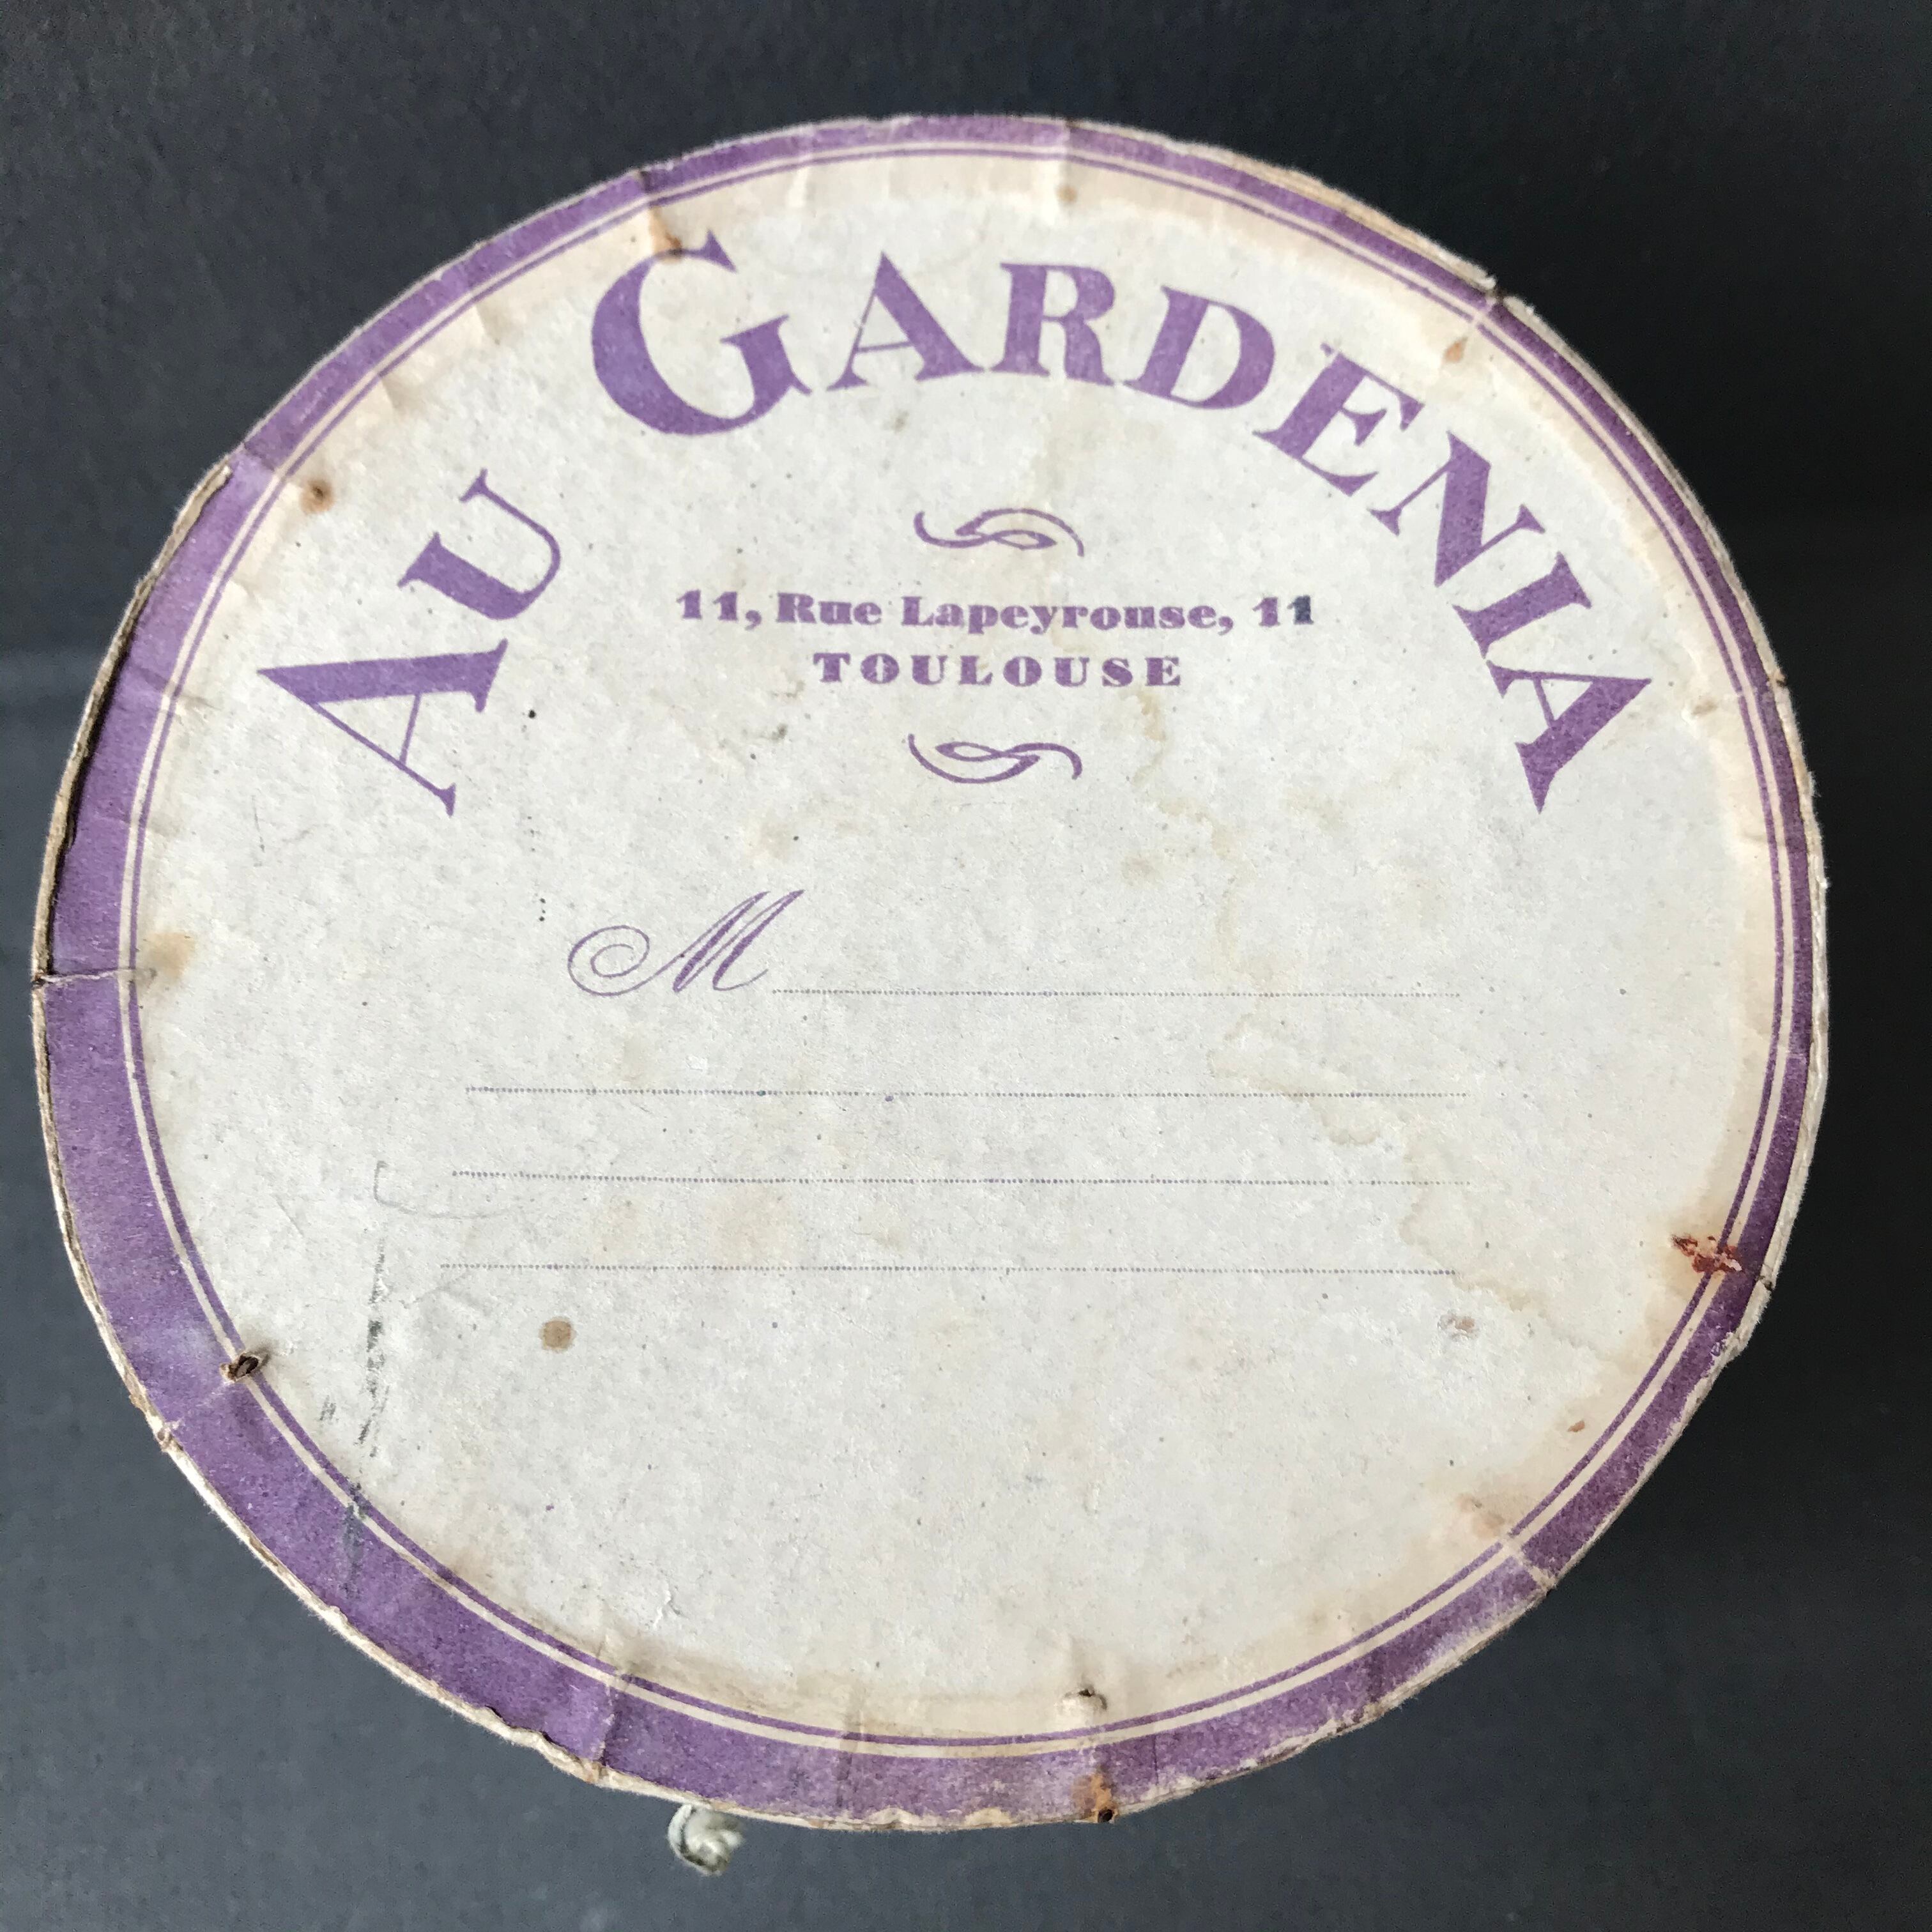 AU GARDENIA
11, Rue Lapeyrouse, 11
TOULOUSE
M